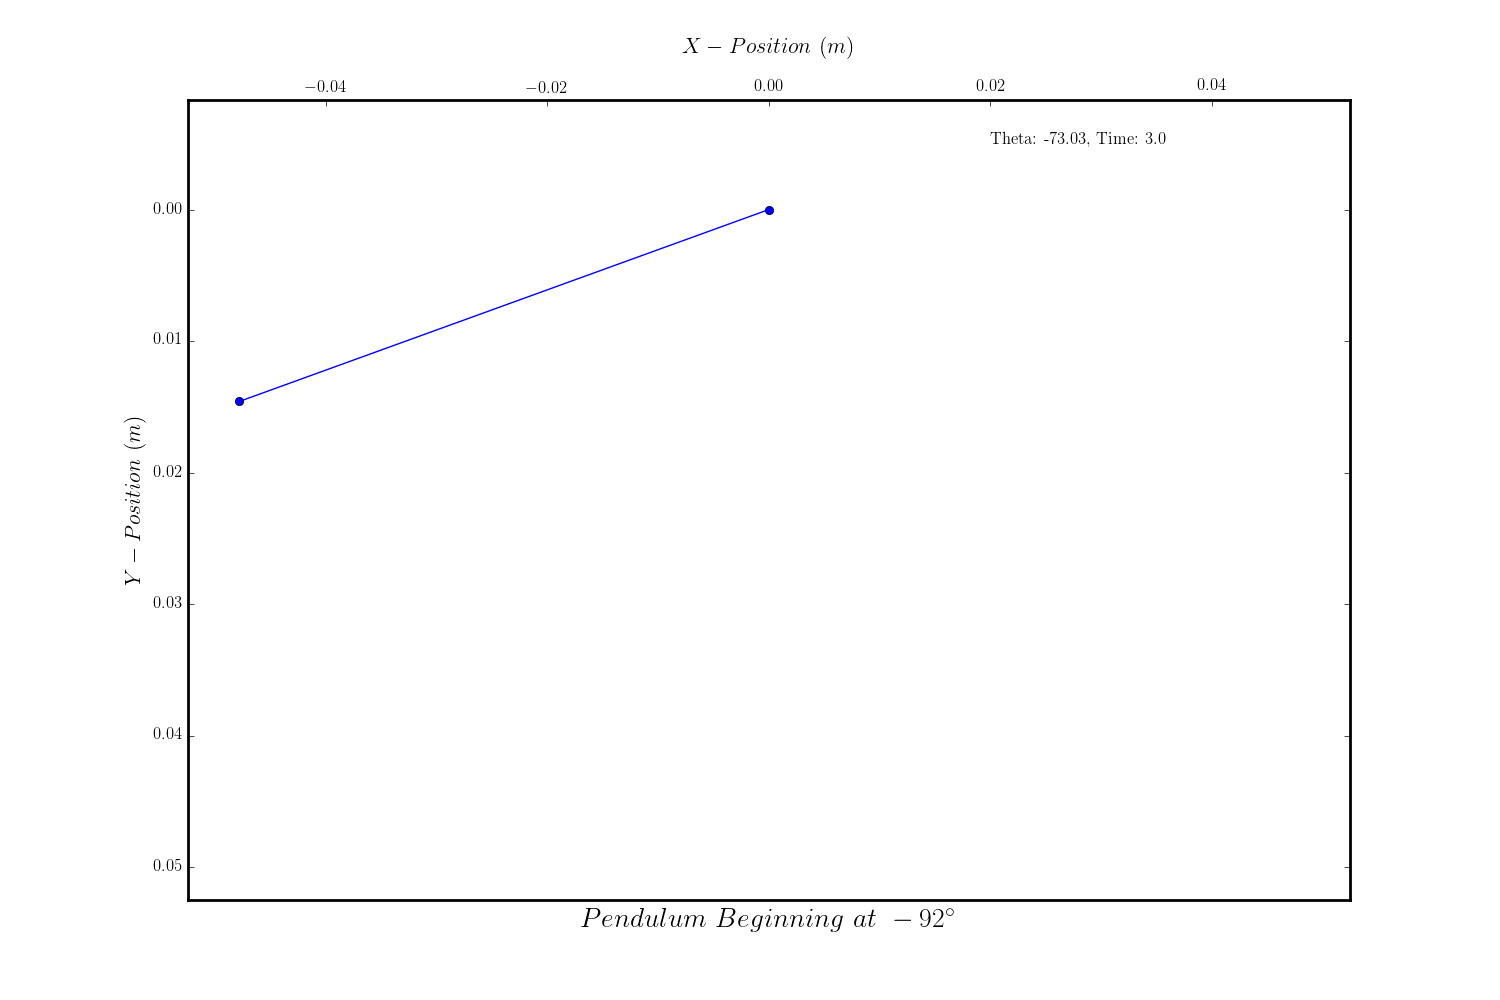 X − Position (m)
−0.04 −0.02 0.00 0.02 0.04
Theta: -73.03, Time: 3.0
0.00
0.01
0.02
0.03
0.04
0.05
Y − Position (m)
Pendulum Beginning at − 92°